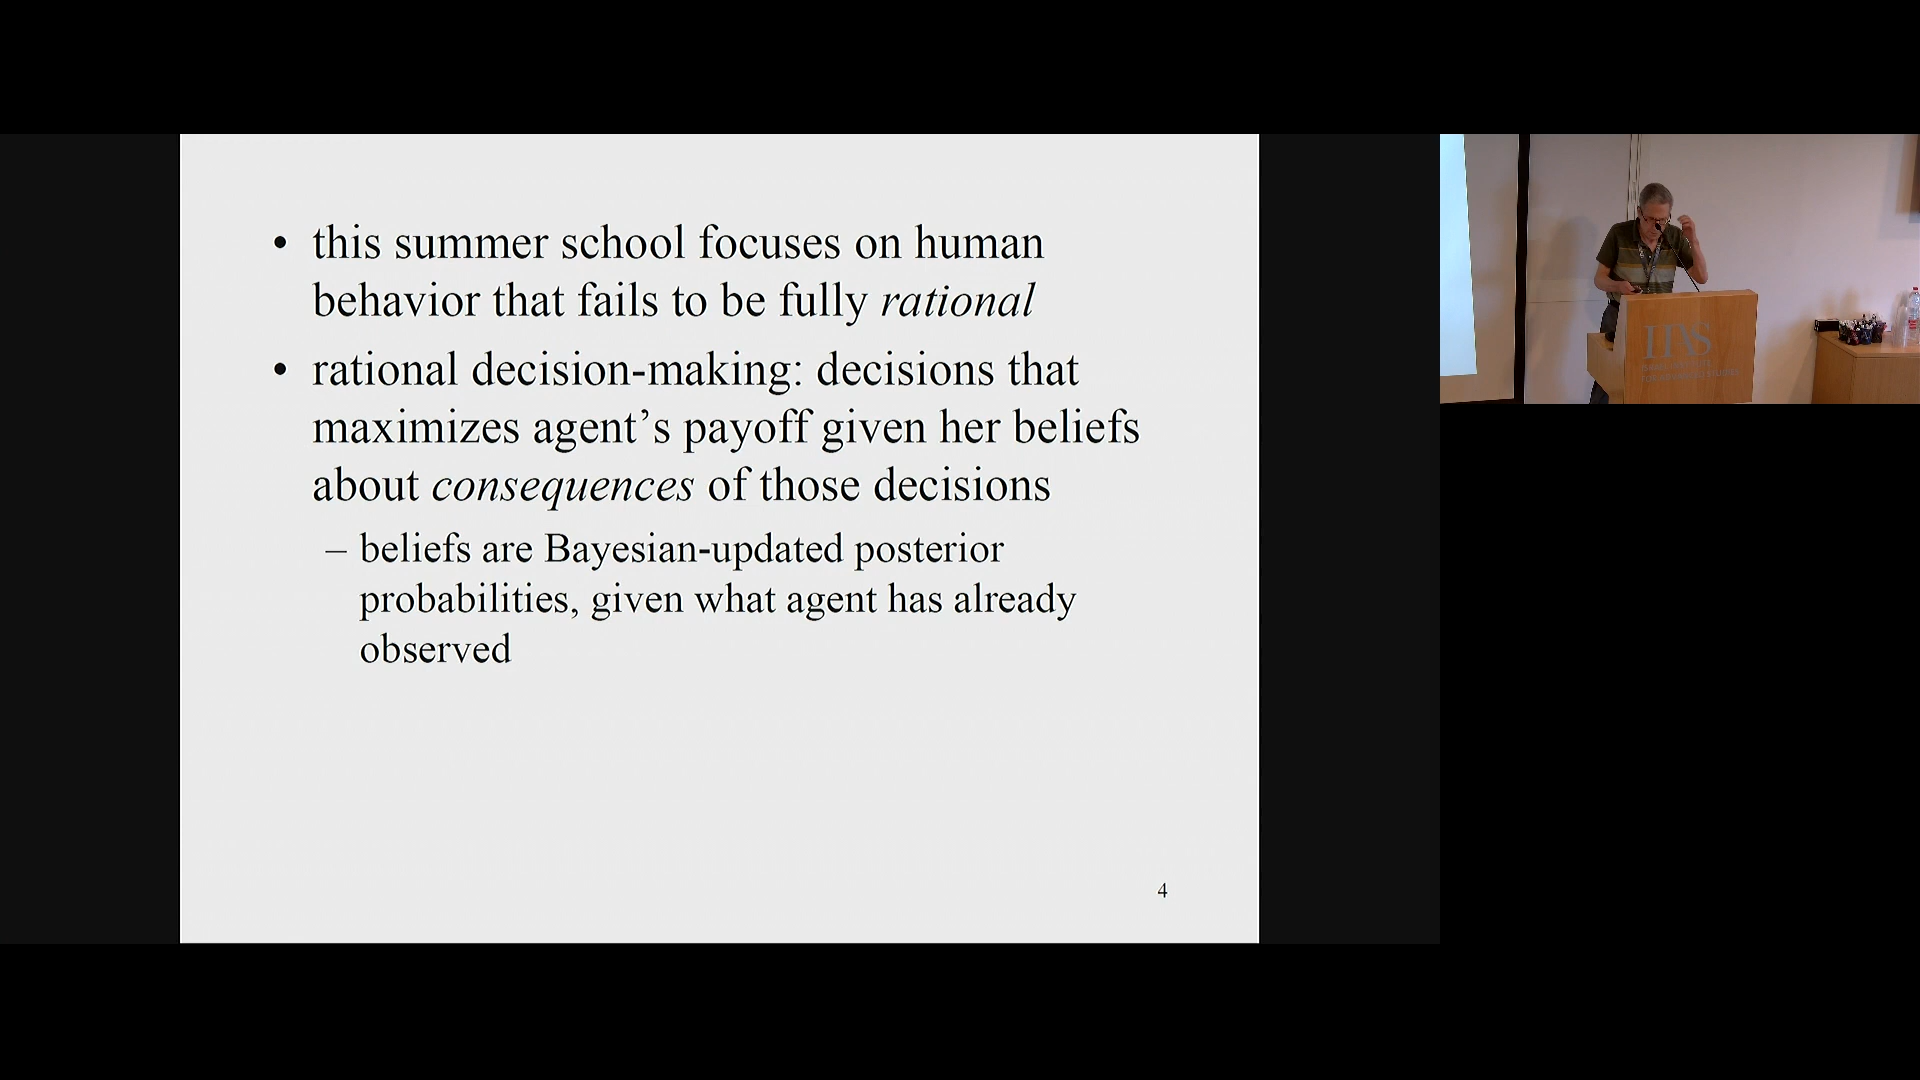 • this summer school focuses on human
behavior that fails to be fully rational
• rational decision-making: decisions that
maximizes agent’s payoff given her beliefs
about consequences of those decisions
– beliefs are Bayesian-updated posterior
probabilities, given what agent has already
observed
4
IIAS